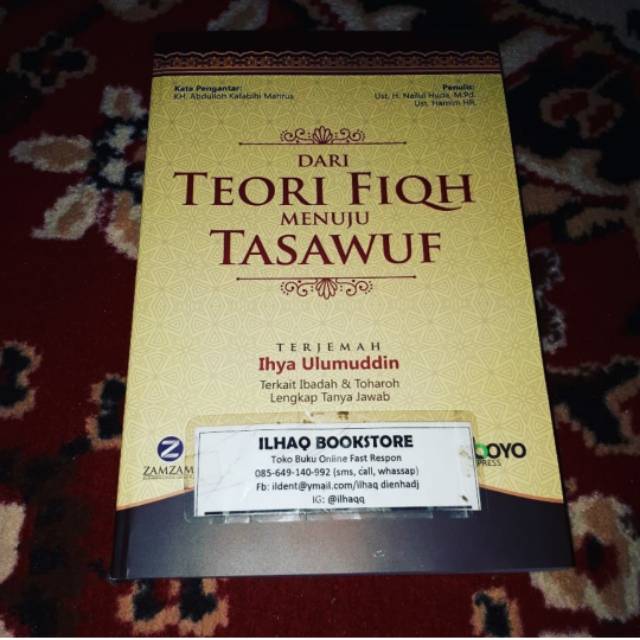 Kata Pengantar:
KH. Abdulloh Kafabihi Mahrus
Penulis:
Ust. H. Nailul Huda, M.Pd.
Ust. Hamim HR.
DARI
TEORI FIQH
MENUJU
TASAWUF
TERJEMAH
Ihya Ulumuddin
Terkait Ibadah & Toharoh
Lengkap Tanya Jawab
Z
ZAMZAM
OYO
PRESS
ILHAQ BOOKSTORE
Toko Buku Online Fast Respon
085-649-140-992 (sms, call, whassap)
Fb: ildent@ymail.com/ilhaq dienhadj
IG: @ilhaqq